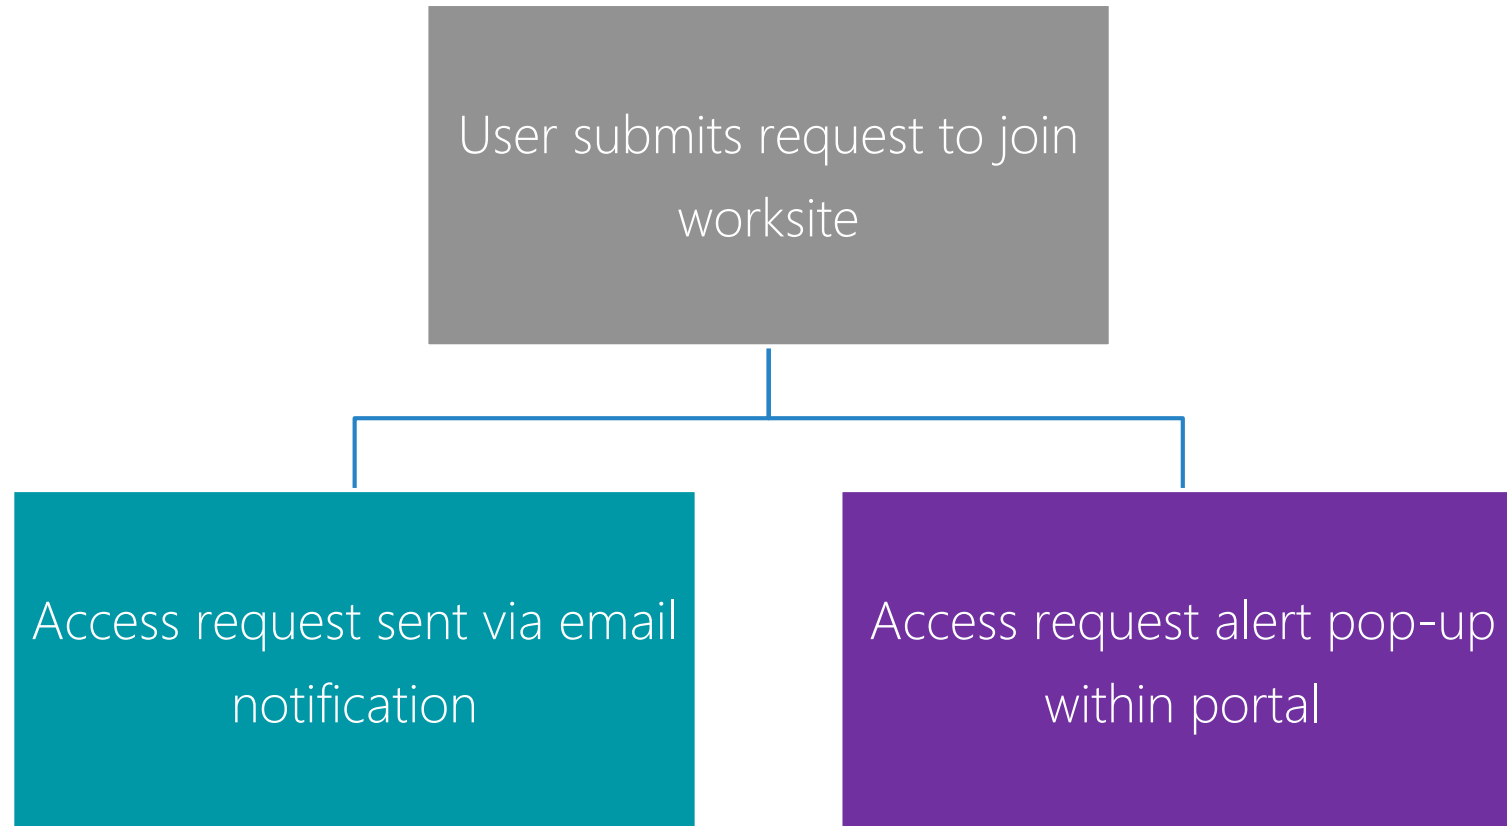 User submits request to join
worksite
Access request sent via email
notification
Access request alert pop-up
within portal